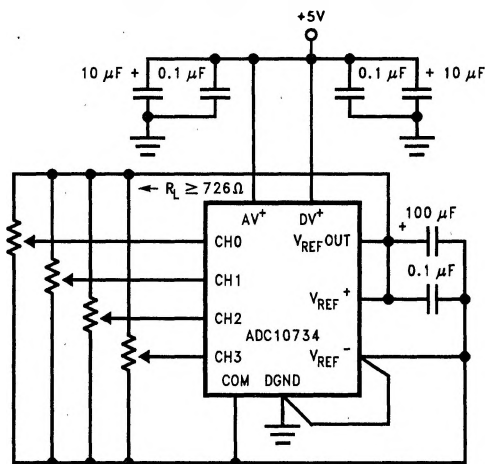 +5V
10 μF + 0.1 μF
0.1 μF + 10 μF
R_L ≥ 726Ω
AV⁺ DV⁺
CH0
V_REF OUT
+ 100 μF
CH1
0.1 μF
V_REF⁺
CH2
ADC10734
CH3
V_REF⁻
COM DGND